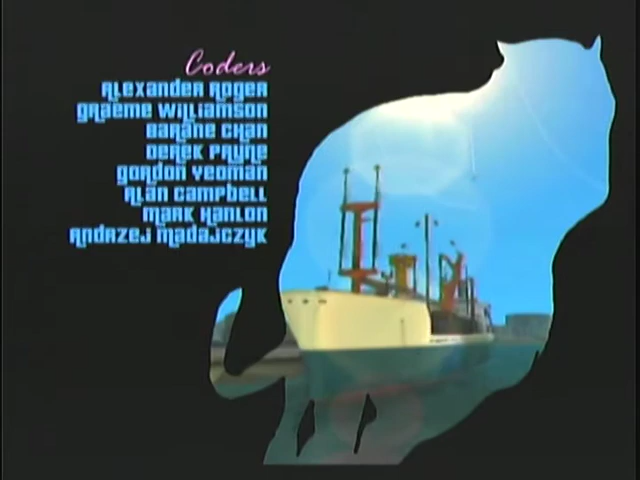 Coders
Alexander Roger
Graeme Williamson
Barane Chan
Derek Payne
Gordon Yeoman
Alan Campbell
Mark Hanlon
Andrzej Madajczyk